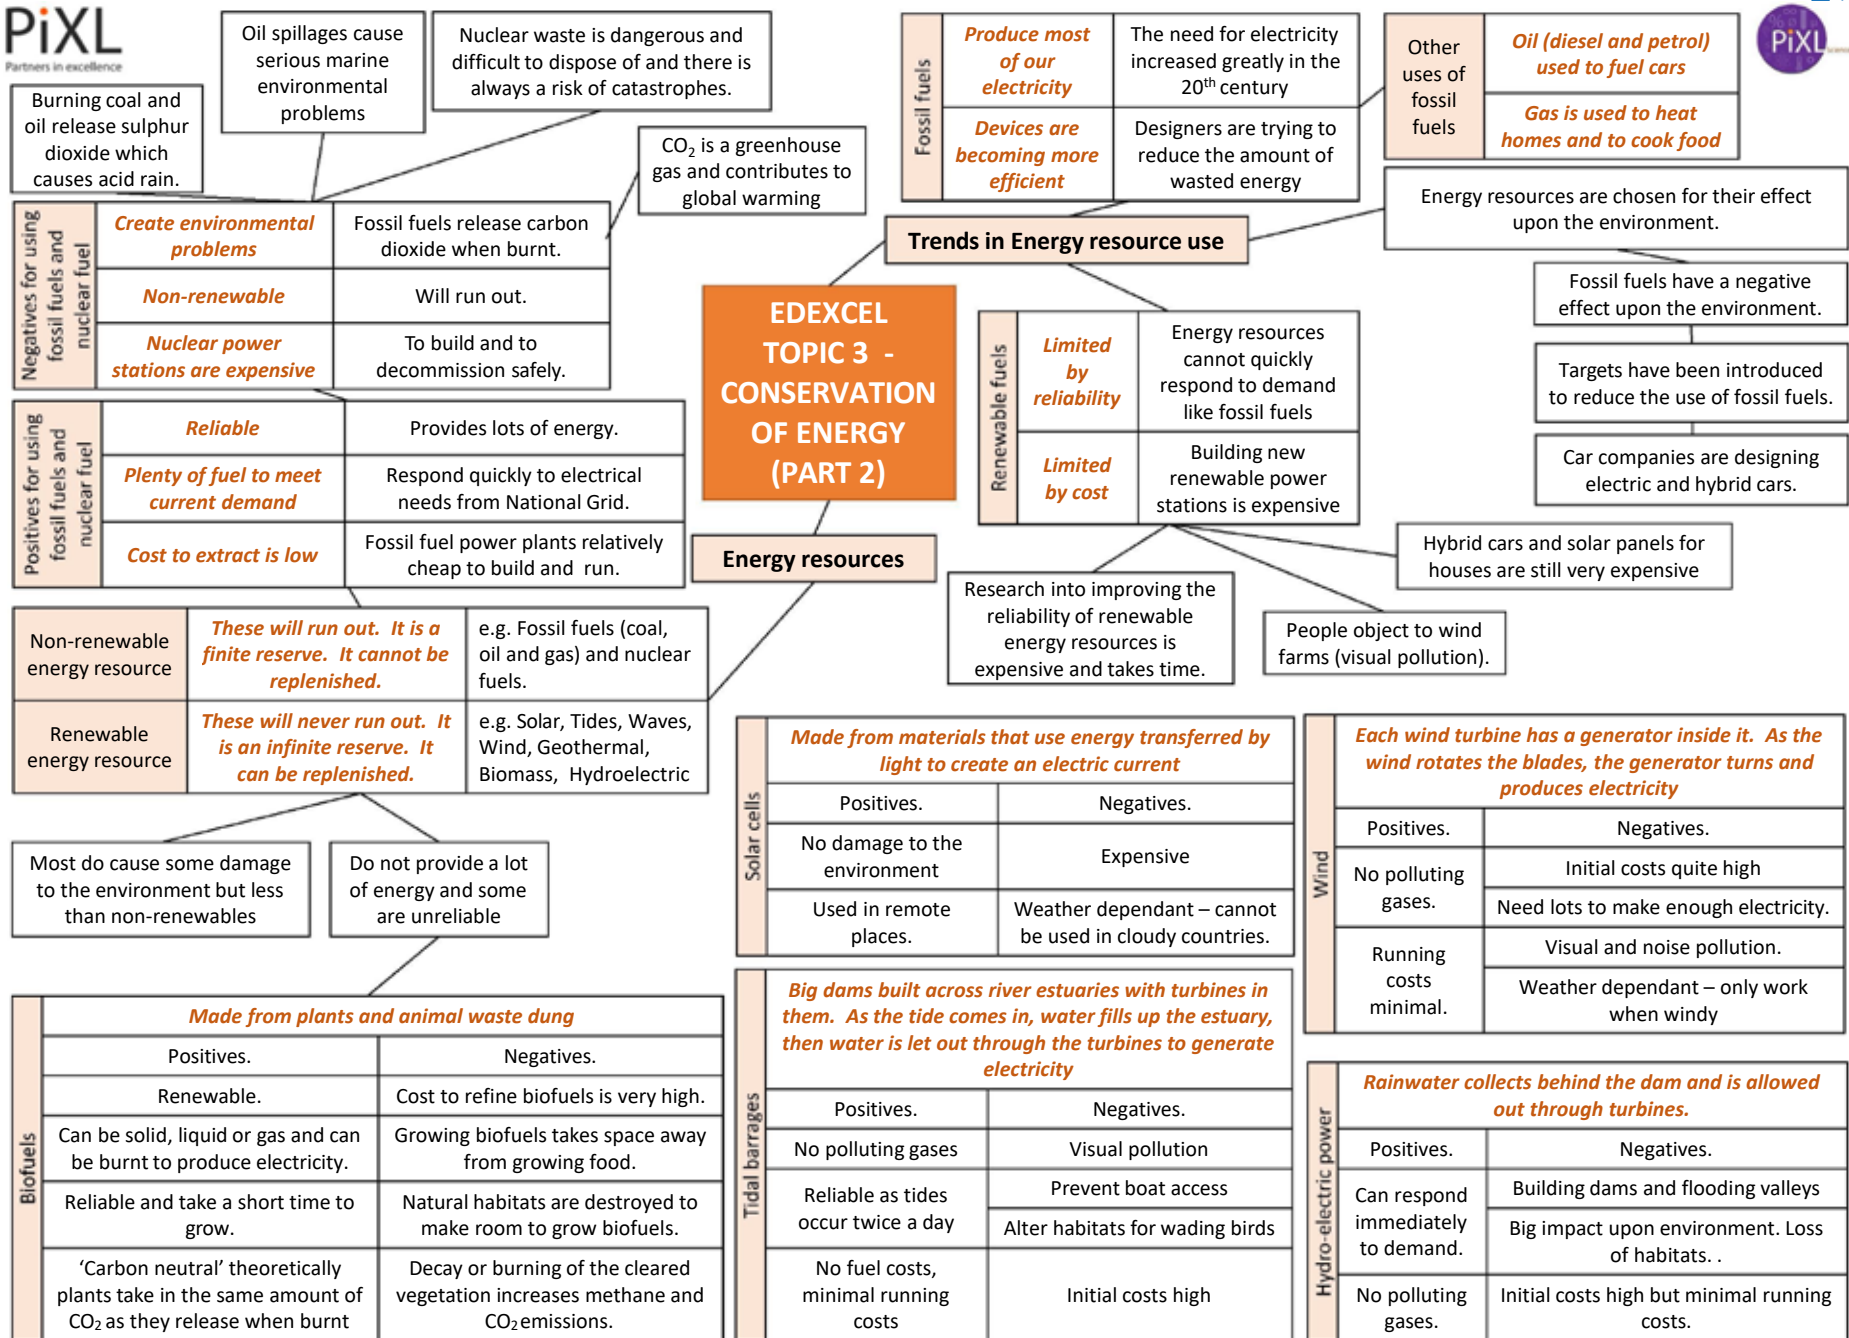 PiXL
Partners in excellence
Burning coal and
oil release sulphur
dioxide which
causes acid rain.
Oil spillages cause
serious marine
environmental
problems
Nuclear waste is dangerous and
difficult to dispose of and there is
always a risk of catastrophes.
CO2 is a greenhouse
gas and contributes to
global warming
Negatives for using
fossil fuels and
nuclear fuel
Create environmental
problems
Fossil fuels release carbon
dioxide when burnt.
Non-renewable
Will run out.
Nuclear power
stations are expensive
To build and to
decommission safely.
Positives for using
fossil fuels and
nuclear fuel
Reliable
Provides lots of energy.
Plenty of fuel to meet
current demand
Respond quickly to electrical
needs from National Grid.
Cost to extract is low
Fossil fuel power plants relatively
cheap to build and run.
Non-renewable
energy resource
These will run out. It is a
finite reserve. It cannot be
replenished.
e.g. Fossil fuels (coal,
oil and gas) and nuclear
fuels.
Renewable
energy resource
These will never run out. It
is an infinite reserve. It
can be replenished.
e.g. Solar, Tides, Waves,
Wind, Geothermal,
Biomass, Hydroelectric
Most do cause some damage
to the environment but less
than non-renewables
Do not provide a lot
of energy and some
are unreliable
Biofuels
Made from plants and animal waste dung
Positives.
Negatives.
Renewable.
Cost to refine biofuels is very high.
Can be solid, liquid or gas and can
be burnt to produce electricity.
Growing biofuels takes space away
from growing food.
Reliable and take a short time to
grow.
Natural habitats are destroyed to
make room to grow biofuels.
'Carbon neutral' theoretically
plants take in the same amount of
CO2 as they release when burnt
Decay or burning of the cleared
vegetation increases methane and
CO2 emissions.
EDEXCEL
TOPIC 3 -
CONSERVATION
OF ENERGY
(PART 2)
Energy resources
Trends in Energy resource use
Fossil fuels
Produce most
of our
electricity
The need for electricity
increased greatly in the
20th century
Devices are
becoming more
efficient
Designers are trying to
reduce the amount of
wasted energy
Other
uses of
fossil
fuels
Oil (diesel and petrol)
used to fuel cars
Gas is used to heat
homes and to cook food
PiXL
Energy resources are chosen for their effect
upon the environment.
Fossil fuels have a negative
effect upon the environment.
Targets have been introduced
to reduce the use of fossil fuels.
Car companies are designing
electric and hybrid cars.
Renewable fuels
Limited
by
reliability
Energy resources
cannot quickly
respond to demand
like fossil fuels
Limited
by cost
Building new
renewable power
stations is expensive
Research into improving the
reliability of renewable
energy resources is
expensive and takes time.
People object to wind
farms (visual pollution).
Hybrid cars and solar panels for
houses are still very expensive
Solar cells
Made from materials that use energy transferred by
light to create an electric current
Positives.
Negatives.
No damage to the
environment
Expensive
Used in remote
places.
Weather dependant – cannot
be used in cloudy countries.
Tidal barrages
Big dams built across river estuaries with turbines in
them. As the tide comes in, water fills up the estuary,
then water is let out through the turbines to generate
electricity
Positives.
Negatives.
No polluting gases
Visual pollution
Reliable as tides
occur twice a day
Prevent boat access
Alter habitats for wading birds
No fuel costs,
minimal running
costs
Initial costs high
Wind
Each wind turbine has a generator inside it. As the
wind rotates the blades, the generator turns and
produces electricity
Positives.
Negatives.
No polluting
gases.
Initial costs quite high
Need lots to make enough electricity.
Running
costs
minimal.
Visual and noise pollution.
Weather dependant – only work
when windy
Hydro-electric power
Rainwater collects behind the dam and is allowed
out through turbines.
Positives.
Negatives.
Can respond
immediately
to demand.
Building dams and flooding valleys
Big impact upon environment. Loss
of habitats. .
No polluting
gases.
Initial costs high but minimal running
costs.